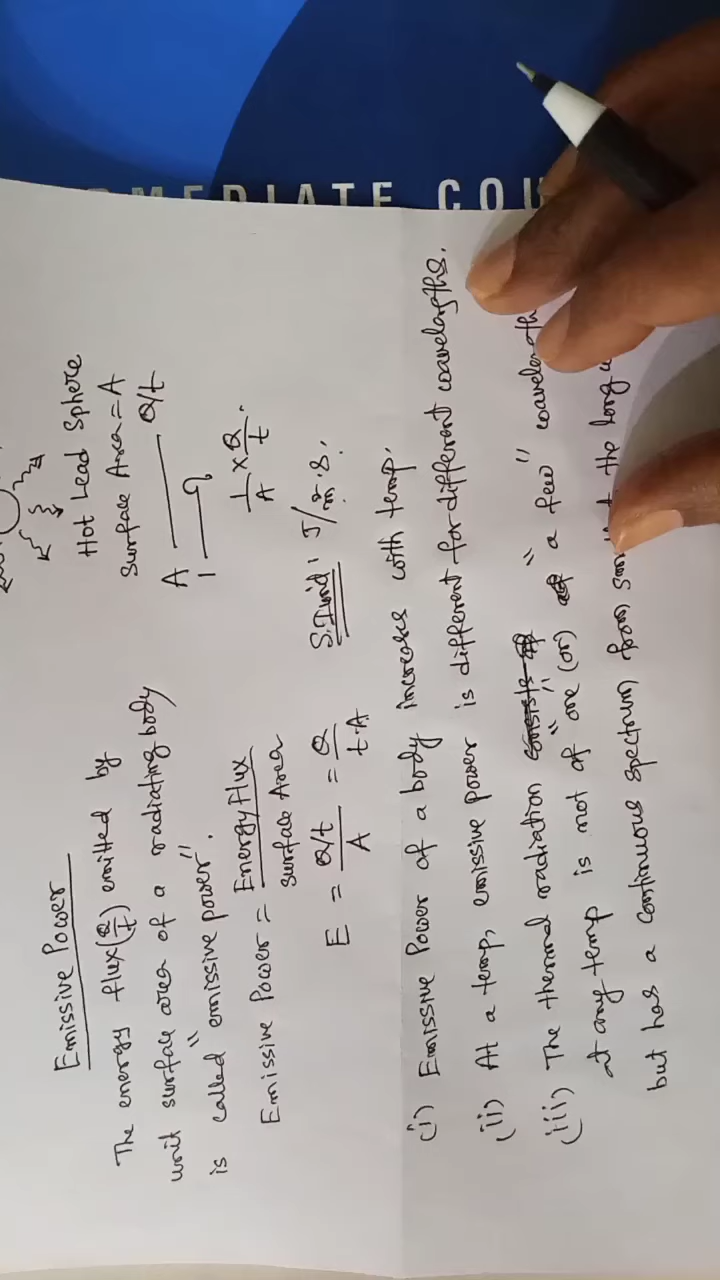 MEDIATE COU
Emissive Power
The energy flux(Q/t) emitted by
unit surface area of a radiating body
is called "emissive power".
Emissive Power = Energy flux / Surface Area
E = Q/t / A = Q / t.A
Hot Lead Sphere
Surface Area = A
A — Q/t
1 — ?
1/A × Q/t.
S.I unit: J/m².s.
(i) Emissive Power of a body increases with temp.
(ii) At a temp, emissive power is different for different wavelengths.
(iii) The thermal radiation
at any temp is not of "one" (or) "a few" wavelength
but has a continuous spectrum from the long